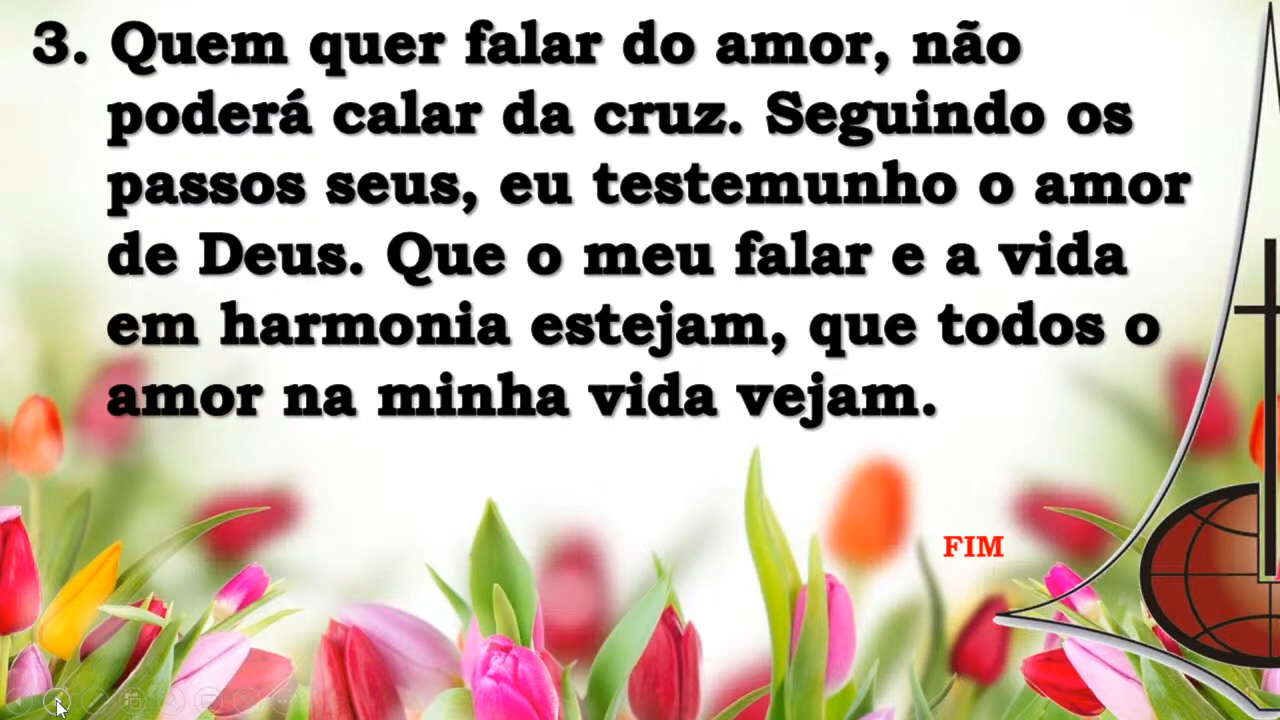 3. Quem quer falar do amor, não
poderá calar da cruz. Seguindo os
passos seus, eu testemunho o amor
de Deus. Que o meu falar e a vida
em harmonia estejam, que todos o
amor na minha vida vejam.
FIM